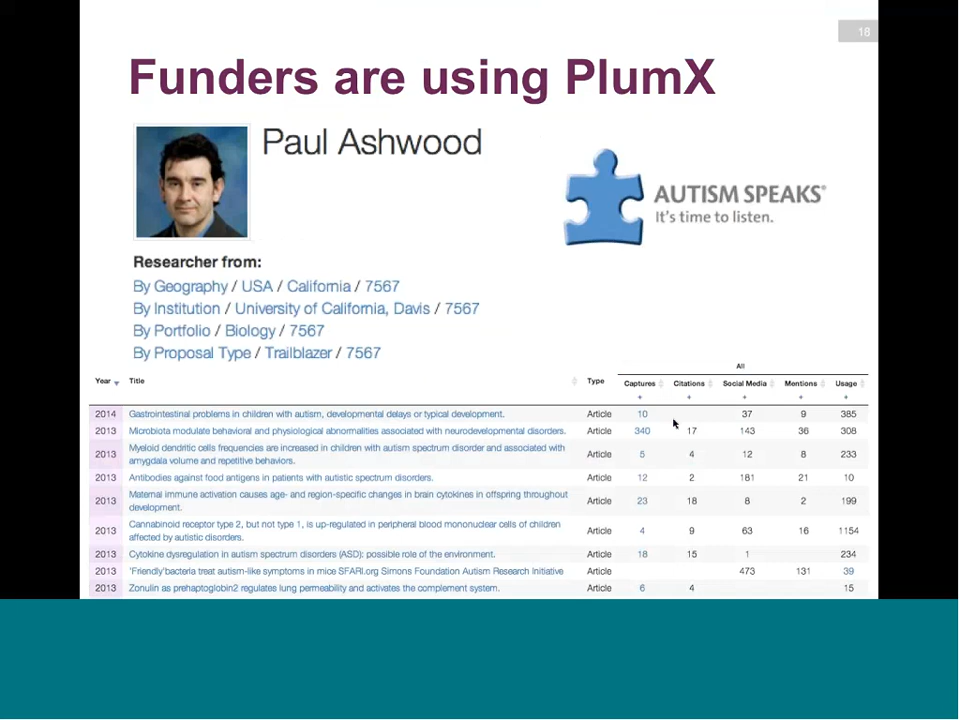 18
Funders are using PlumX
Paul Ashwood
AUTISM SPEAKS®
It's time to listen.
Researcher from:
By Geography / USA / California / 7567
By Institution / University of California, Davis / 7567
By Portfolio / Biology / 7567
By Proposal Type / Trailblazer / 7567
All
Year Title Type Captures Citations Social Media Mentions Usage
+ + + + +
2014 Gastrointestinal problems in children with autism, developmental delays or typical development. Article 10 37 9 385
2013 Microbiota modulate behavioral and physiological abnormalities associated with neurodevelopmental disorders. Article 340 17 143 36 308
Myeloid dendritic cells frequencies are increased in children with autism spectrum disorder and associated with
2013 Article 5 4 12 8 233
amygdala volume and repetitive behaviors.
2013 Antibodies against food antigens in patients with autistic spectrum disorders. Article 12 2 181 21 10
Maternal immune activation causes age- and region-specific changes in brain cytokines in offspring throughout
2013 Article 23 18 8 2 199
development.
Cannabinoid receptor type 2, but not type 1, is up-regulated in peripheral blood mononuclear cells of children
2013 Article 4 9 63 16 1154
affected by autistic disorders.
2013 Cytokine dysregulation in autism spectrum disorders (ASD): possible role of the environment. Article 18 15 1 234
2013 'Friendly'bacteria treat autism-like symptoms in mice SFARI.org Simons Foundation Autism Research Initiative Article 473 131 39
2013 Zonulin as prehaptoglobin2 regulates lung permeability and activates the complement system. Article 6 4 15